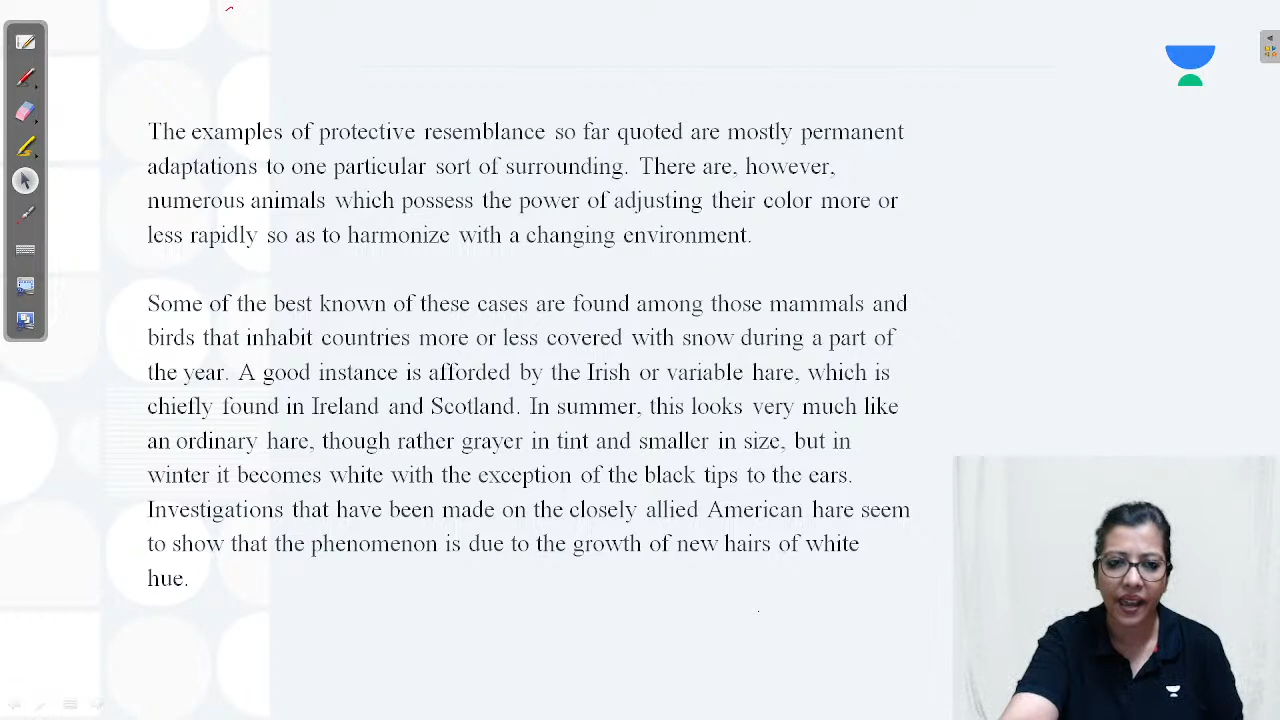 The examples of protective resemblance so far quoted are mostly permanent
adaptations to one particular sort of surrounding. There are, however,
numerous animals which possess the power of adjusting their color more or
less rapidly so as to harmonize with a changing environment.
Some of the best known of these cases are found among those mammals and
birds that inhabit countries more or less covered with snow during a part of
the year. A good instance is afforded by the Irish or variable hare, which is
chiefly found in Ireland and Scotland. In summer, this looks very much like
an ordinary hare, though rather grayer in tint and smaller in size, but in
winter it becomes white with the exception of the black tips to the ears.
Investigations that have been made on the closely allied American hare seem
to show that the phenomenon is due to the growth of new hairs of white
hue.